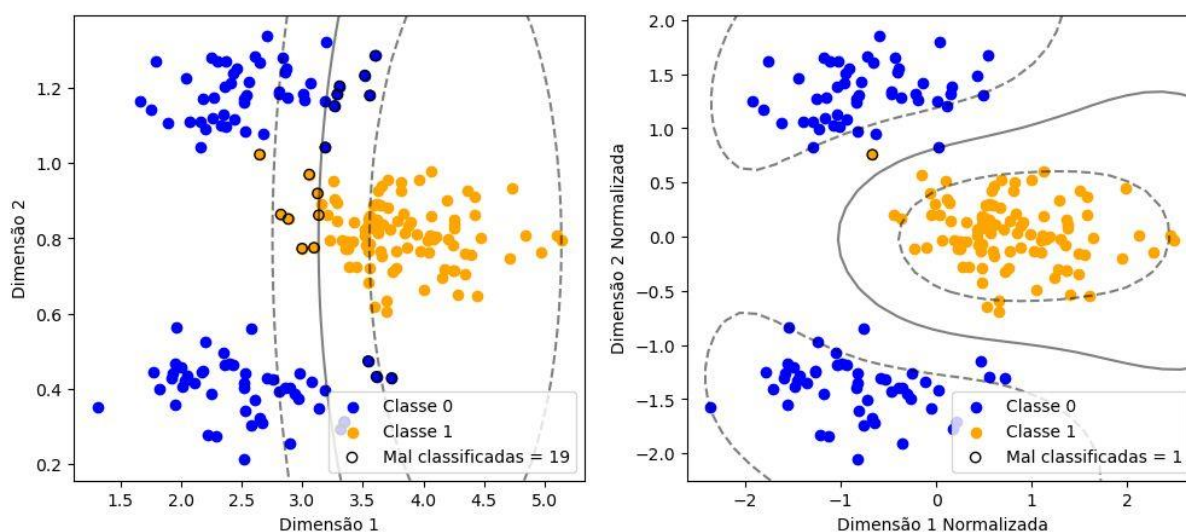 1.2
1.0
0.8
0.6
0.4
0.2
Dimensão 2
1.5
2.0
2.5
3.0
3.5
4.0
4.5
5.0
Dimensão 1
Classe 0
Classe 1
Mal classificadas = 19
2.0
1.5
1.0
0.5
0.0
−0.5
−1.0
−1.5
−2.0
Dimensão 2 Normalizada
−2
−1
0
1
2
Dimensão 1 Normalizada
Classe 0
Classe 1
Mal classificadas = 1